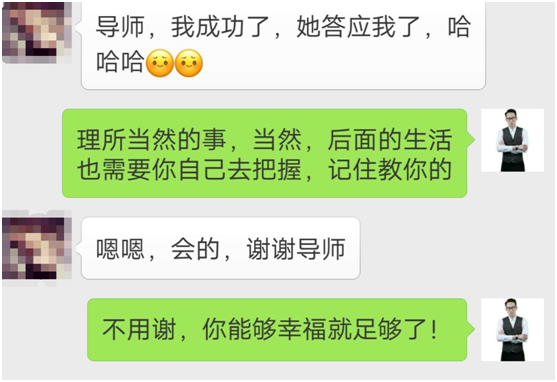 导师，我成功了，她答应我了，哈
哈哈哈
理所当然的事，当然，后面的生活
也需要你自己去把握，记住教你的
嗯嗯，会的，谢谢导师
不用谢，你能够幸福就足够了！